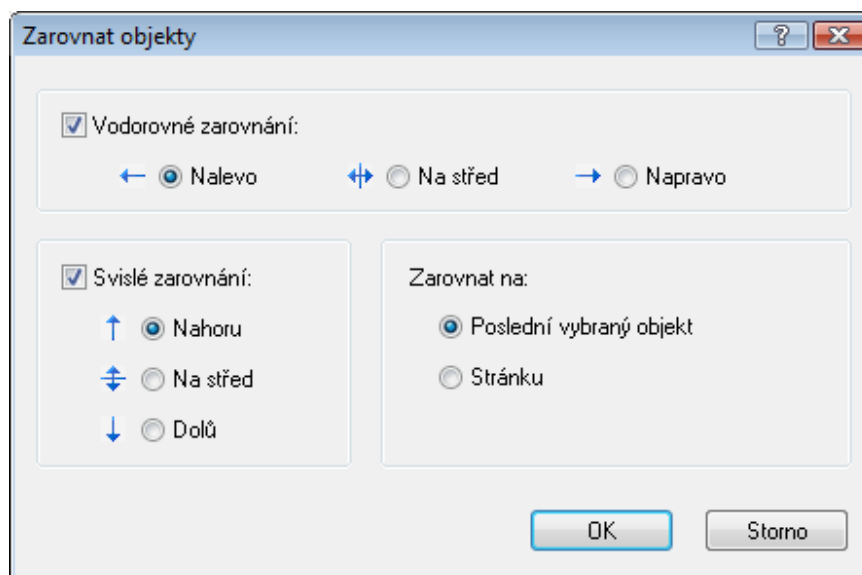 Zarovnat objekty
Vodorovné zarovnání:
Nalevo Na střed Napravo
Svislé zarovnání:
Nahoru
Na střed
Dolů
Zarovnat na:
Poslední vybraný objekt
Stránku
OK Storno